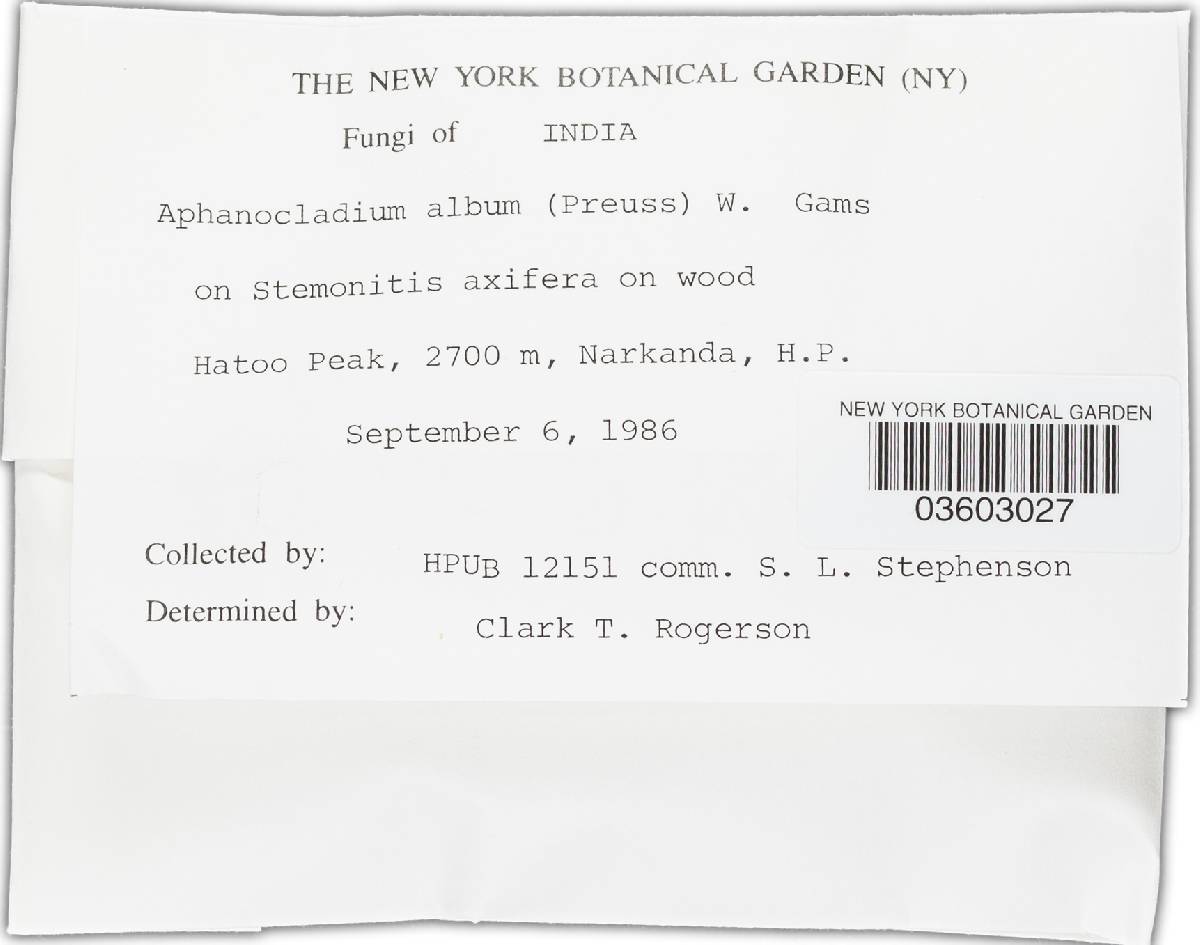 THE NEW YORK BOTANICAL GARDEN (NY)
Fungi of INDIA
Aphanocladium album (Preuss) W. Gams
on Stemonitis axifera on wood
Hatoo Peak, 2700 m, Narkanda, H.P.
September 6, 1986
NEW YORK BOTANICAL GARDEN
03603027
Collected by: HPUB 12151 comm. S. L. Stephenson
Determined by: Clark T. Rogerson